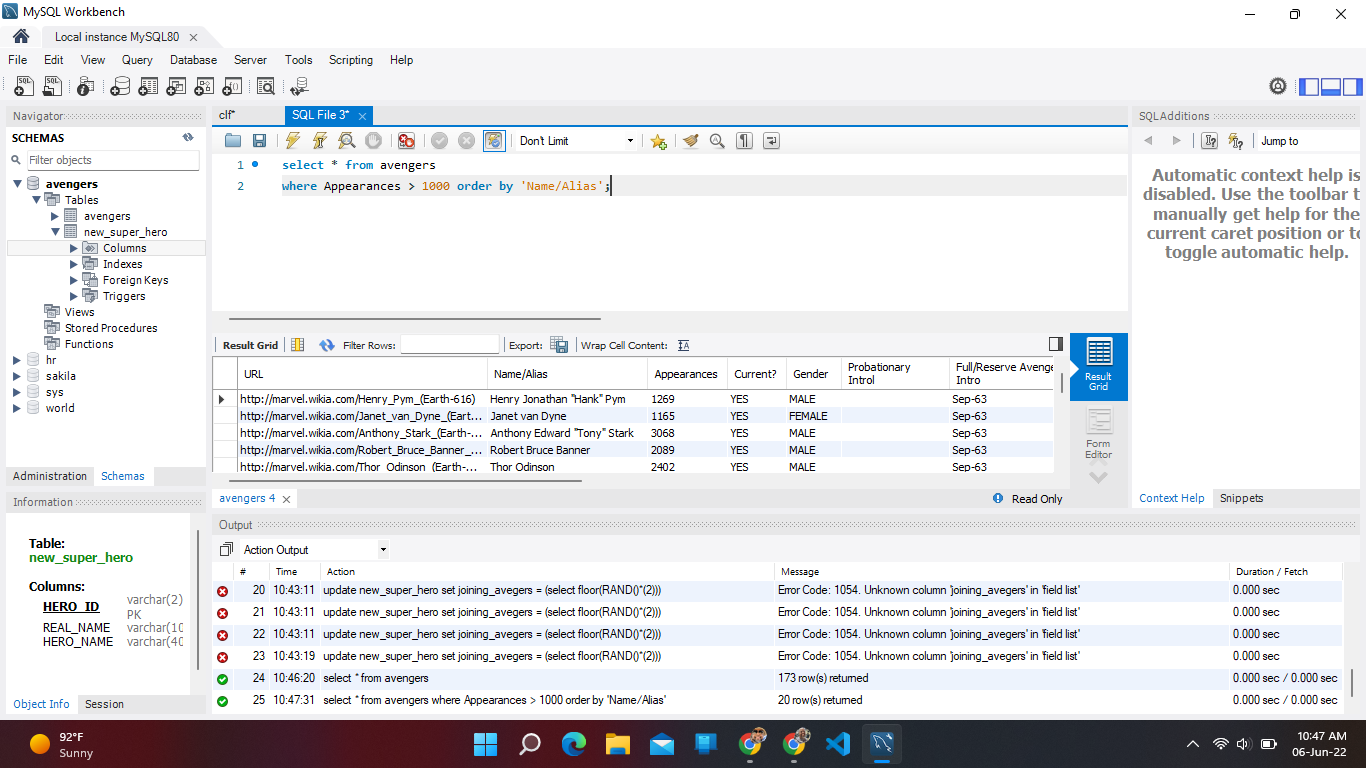 MySQL Workbench
Local instance MySQL80
File Edit View Query Database Server Tools Scripting Help
Navigator
SCHEMAS
Filter objects
avengers
Tables
avengers
new_super_hero
Columns
Indexes
Foreign Keys
Triggers
Views
Stored Procedures
Functions
hr
sakila
sys
world
Administration Schemas
Information
Table:
new_super_hero
Columns:
HERO_ID varchar(2)
PK
REAL_NAME varchar(10
HERO_NAME varchar(40
Object Info Session
clf* SQL File 3*
Don't Limit
1 select * from avengers
2 where Appearances > 1000 order by 'Name/Alias';
Result Grid Filter Rows: Export: Wrap Cell Content:
URL Name/Alias Appearances Current? Gender Probationary Introl Full/Reserve Avenge Intro
http://marvel.wikia.com/Henry_Pym_(Earth-616) Henry Jonathan "Hank" Pym 1269 YES MALE Sep-63
http://marvel.wikia.com/Janet_van_Dyne_(Eart... Janet van Dyne 1165 YES FEMALE Sep-63
http://marvel.wikia.com/Anthony_Stark_(Earth-... Anthony Edward "Tony" Stark 3068 YES MALE Sep-63
http://marvel.wikia.com/Robert_Bruce_Banner_... Robert Bruce Banner 2089 YES MALE Sep-63
http://marvel.wikia.com/Thor_Odinson_(Earth-... Thor Odinson 2402 YES MALE Sep-63
Result Grid
Form Editor
avengers 4
Read Only
SQLAdditions
Jump to
Automatic context help is
disabled. Use the toolbar t
manually get help for the
current caret position or to
toggle automatic help.
Context Help Snippets
Output
Action Output
# Time Action Message Duration / Fetch
20 10:43:11 update new_super_hero set joining_avegers = (select floor(RAND()*(2))) Error Code: 1054. Unknown column 'joining_avegers' in 'field list' 0.000 sec
21 10:43:11 update new_super_hero set joining_avegers = (select floor(RAND()*(2))) Error Code: 1054. Unknown column 'joining_avegers' in 'field list' 0.000 sec
22 10:43:11 update new_super_hero set joining_avegers = (select floor(RAND()*(2))) Error Code: 1054. Unknown column 'joining_avegers' in 'field list' 0.000 sec
23 10:43:19 update new_super_hero set joining_avegers = (select floor(RAND()*(2))) Error Code: 1054. Unknown column 'joining_avegers' in 'field list' 0.000 sec
24 10:46:20 select * from avengers 173 row(s) returned 0.000 sec / 0.000 sec
25 10:47:31 select * from avengers where Appearances > 1000 order by 'Name/Alias' 20 row(s) returned 0.000 sec / 0.000 sec
92°F
Sunny
10:47 AM
06-Jun-22